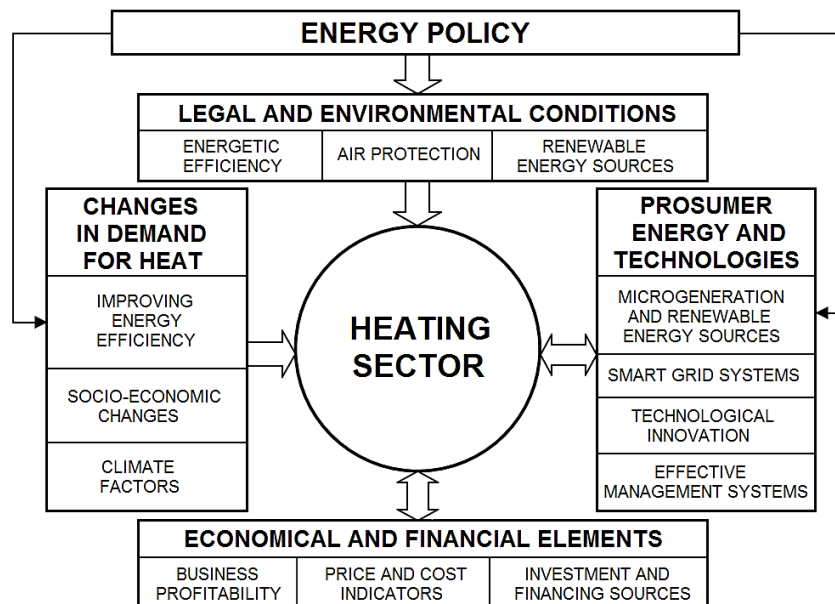 ENERGY POLICY
LEGAL AND ENVIRONMENTAL CONDITIONS
ENERGETIC
EFFICIENCY
AIR PROTECTION
RENEWABLE
ENERGY SOURCES
CHANGES
IN DEMAND
FOR HEAT
IMPROVING
ENERGY
EFFICIENCY
SOCIO-ECONOMIC
CHANGES
CLIMATE
FACTORS
HEATING
SECTOR
PROSUMER
ENERGY AND
TECHNOLOGIES
MICROGENERATION
AND RENEWABLE
ENERGY SOURCES
SMART GRID SYSTEMS
TECHNOLOGICAL
INNOVATION
EFFECTIVE
MANAGEMENT SYSTEMS
ECONOMICAL AND FINANCIAL ELEMENTS
BUSINESS
PROFITABILITY
PRICE AND COST
INDICATORS
INVESTMENT AND
FINANCING SOURCES